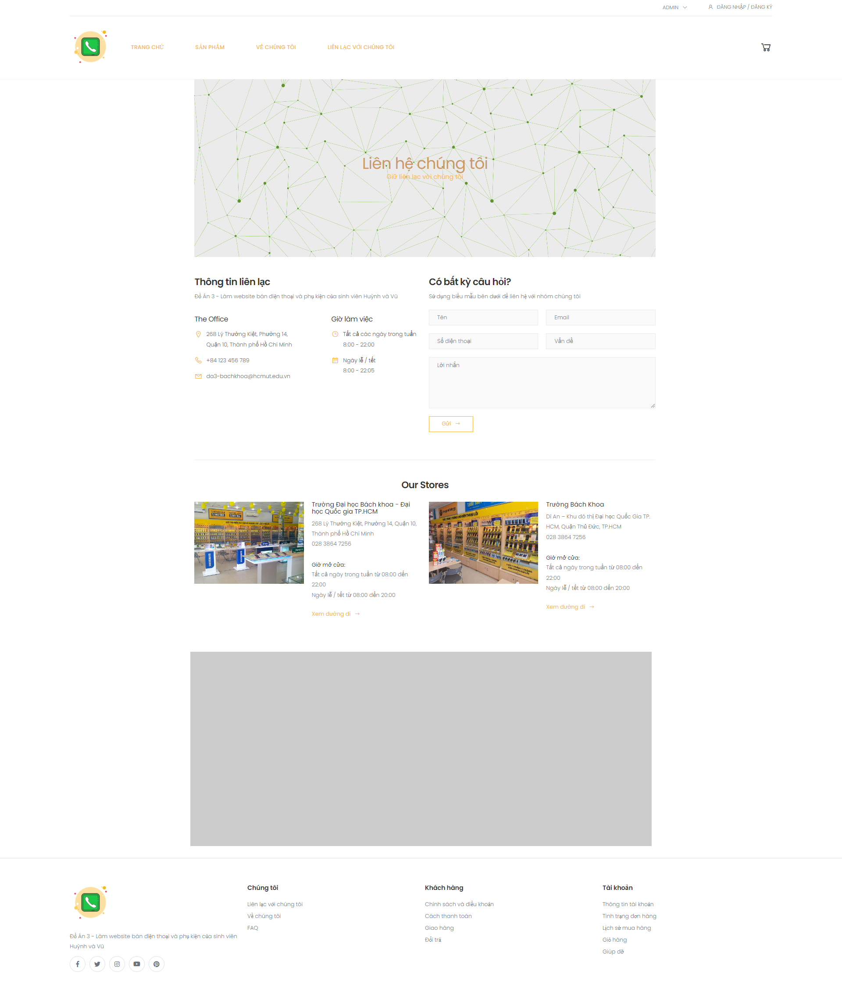 ADMIN
ĐĂNG NHẬP / ĐĂNG KÝ
TRANG CHỦ
SẢN PHẨM
VỀ CHÚNG TÔI
LIÊN LẠC VỚI CHÚNG TÔI
Liên hệ chúng tôi
Giữ liên lạc với chúng tôi
Thông tin liên lạc
Đồ Án 3 - Làm website bán điện thoại và phụ kiện của sinh viên Huỳnh và Vũ
The Office
268 Lý Thường Kiệt, Phường 14,
Quận 10, Thành phố Hồ Chí Minh
+84 123 456 789
da3-bachkhoa@hcmut.edu.vn
Giờ làm việc
Tất cả các ngày trong tuần
8:00 - 22:00
Ngày lễ / tết
8:00 - 22:05
Có bất kỳ câu hỏi?
Sử dụng biểu mẫu bên dưới để liên hệ với nhóm chúng tôi
Tên
Email
Số điện thoại
Vấn đề
Lời nhắn
Gửi
Our Stores
SAMSUNG
SAMSUNG
oppo
Trường Đại học Bách khoa - Đại
học Quốc gia TP.HCM
268 Lý Thường Kiệt, Phường 14, Quận 10,
Thành phố Hồ Chí Minh
028 3864 7256
Giờ mở cửa:
Tất cả ngày trong tuần từ 08:00 đến
22:00
Ngày lễ / tết từ 08:00 đến 20:00
Xem đường đi
Trường Bách Khoa
Dĩ An – Khu đô thị Đại học Quốc Gia TP.
HCM, Quận Thủ Đức, TP.HCM
028 3864 7256
Giờ mở cửa:
Tất cả ngày trong tuần từ 08:00 đến
22:00
Ngày lễ / tết từ 08:00 đến 20:00
Xem đường đi
Đồ Án 3 - Làm website bán điện thoại và phụ kiện của sinh viên
Huỳnh và Vũ
Chúng tôi
Liên lạc với chúng tôi
Về chúng tôi
FAQ
Khách hàng
Chính sách và điều khoản
Cách thanh toán
Giao hàng
Đổi trả
Tài khoản
Thông tin tài khoản
Tình trạng đơn hàng
Lịch sử mua hàng
Giỏ hàng
Giúp đỡ